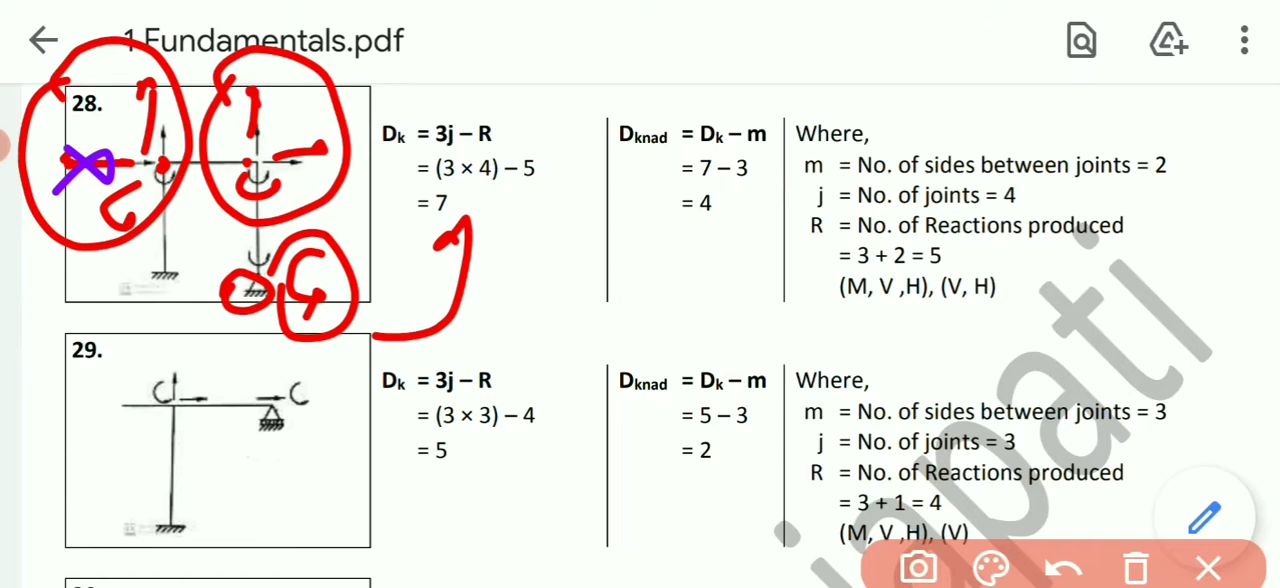 1 Fundamentals.pdf
28.
Dk = 3j – R
= (3 × 4) – 5
= 7
Dknad = Dk – m
= 7 – 3
= 4
Where,
m = No. of sides between joints = 2
j = No. of joints = 4
R = No. of Reactions produced
= 3 + 2 = 5
(M, V ,H), (V, H)
29.
Dk = 3j – R
= (3 × 3) – 4
= 5
Dknad = Dk – m
= 5 – 3
= 2
Where,
m = No. of sides between joints = 3
j = No. of joints = 3
R = No. of Reactions produced
= 3 + 1 = 4
(M, V ,H), (V)